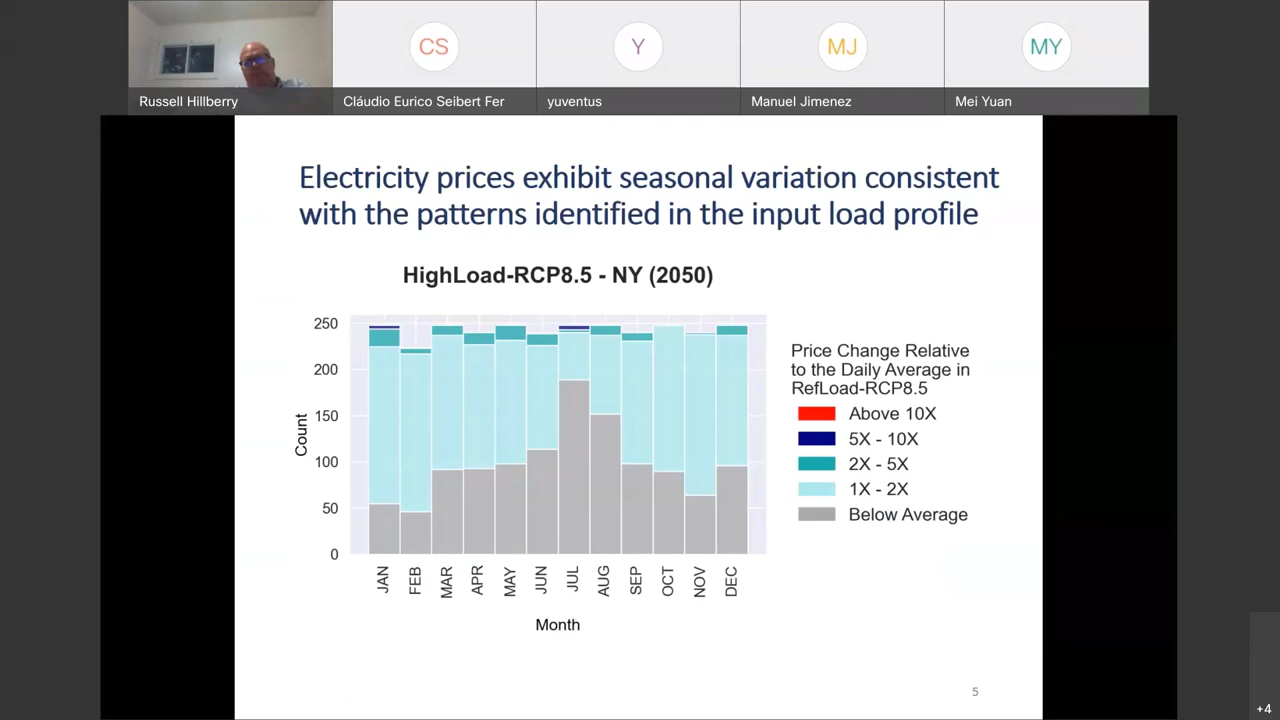 CS
Y
MJ
MY
Russell Hillberry
Cláudio Eurico Seibert Fer
yuventus
Manuel Jimenez
Mei Yuan
Electricity prices exhibit seasonal variation consistent
with the patterns identified in the input load profile
HighLoad-RCP8.5 - NY (2050)
250
200
150
100
50
0
Count
JAN
FEB
MAR
APR
MAY
JUN
JUL
AUG
SEP
OCT
NOV
DEC
Month
Price Change Relative
to the Daily Average in
RefLoad-RCP8.5
Above 10X
5X - 10X
2X - 5X
1X - 2X
Below Average
5
+4